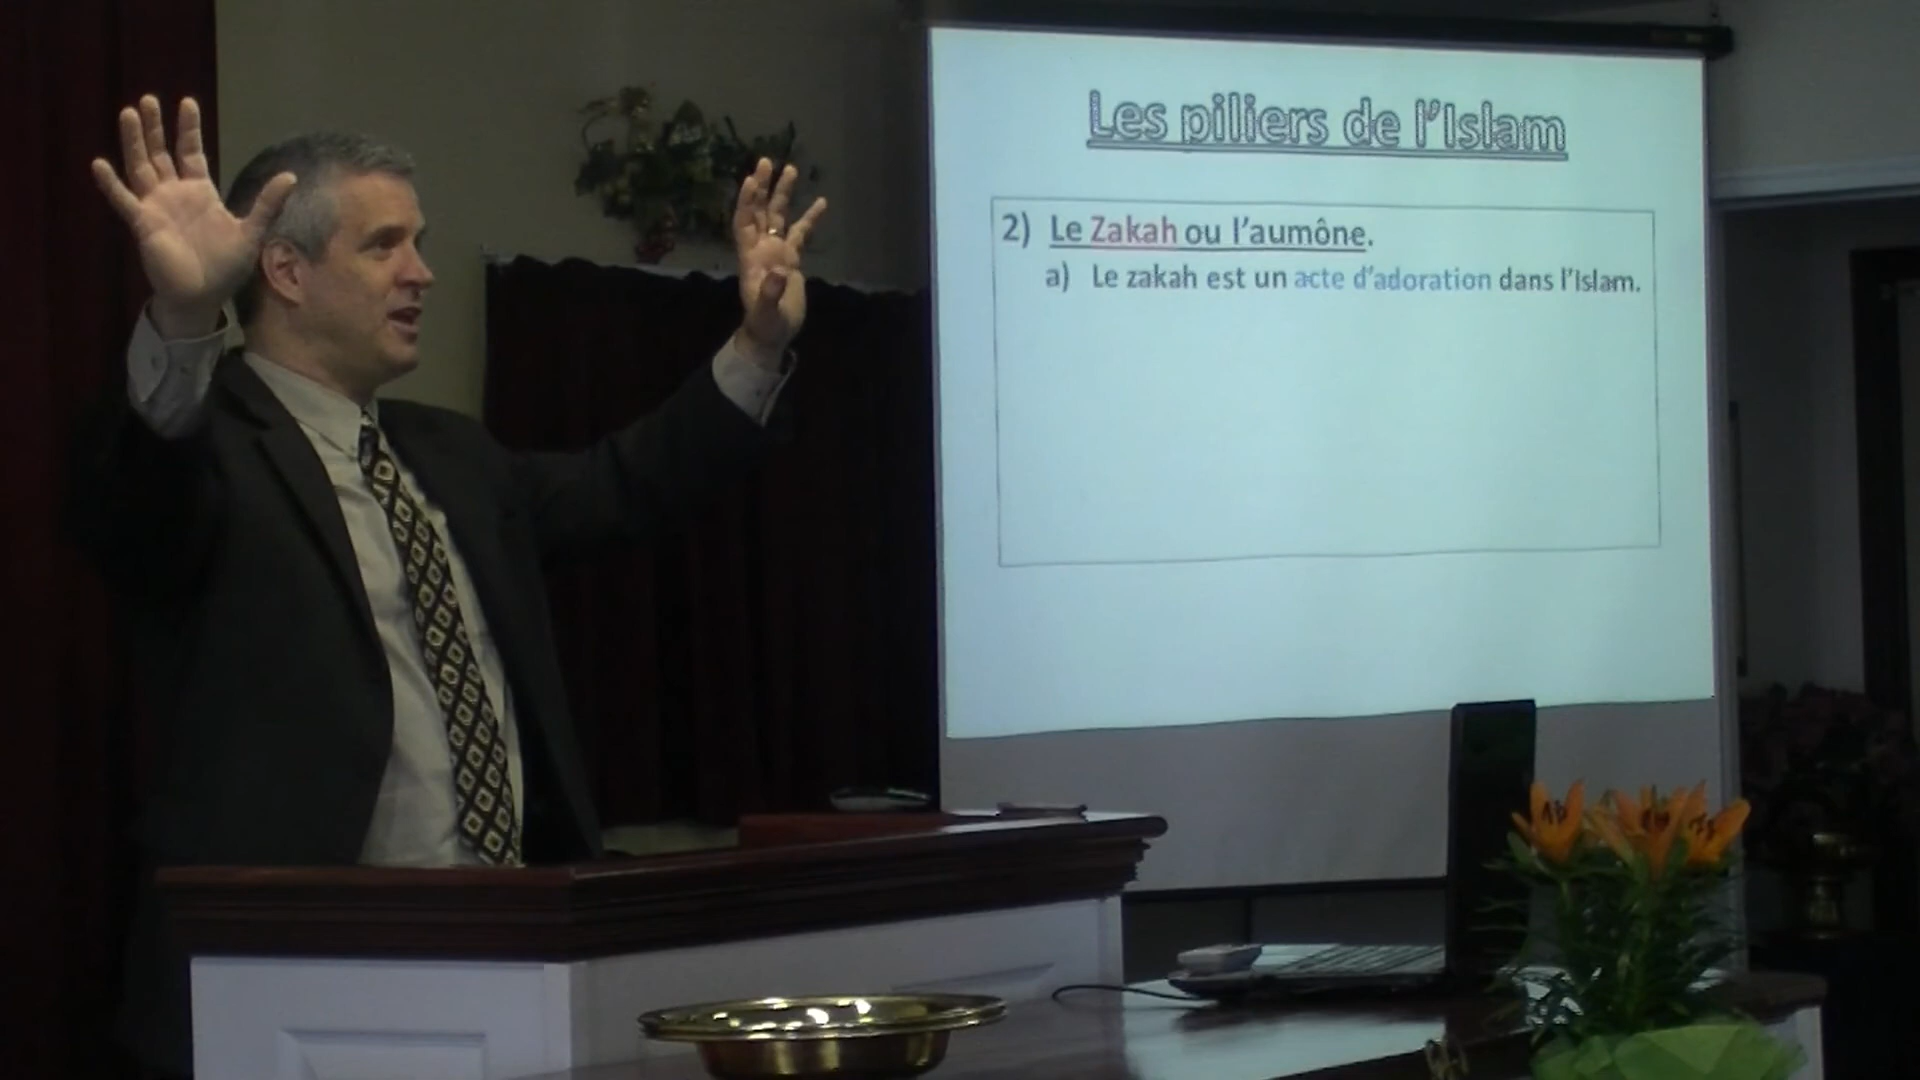 Les piliers de l'Islam
2) Le Zakah ou l'aumône.
a) Le zakah est un acte d'adoration dans l'Islam.